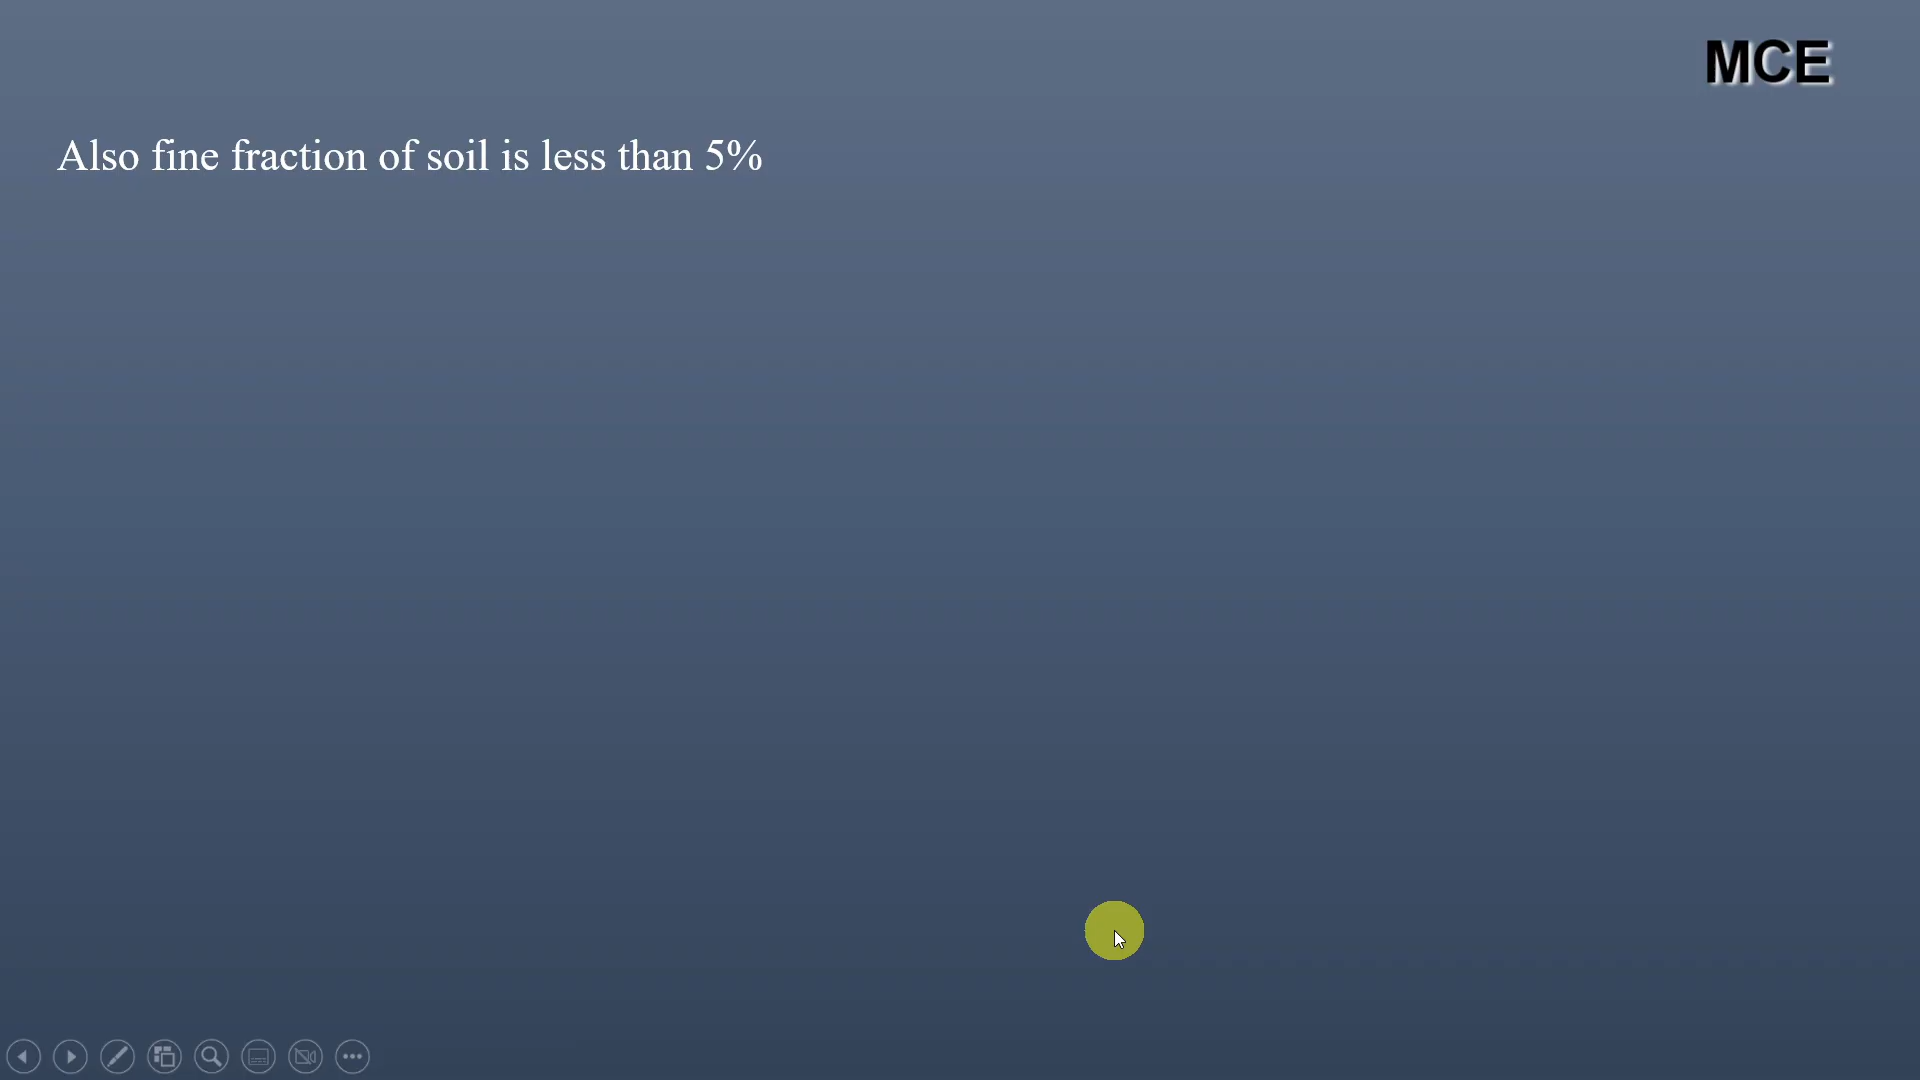 MCE
Also fine fraction of soil is less than 5%